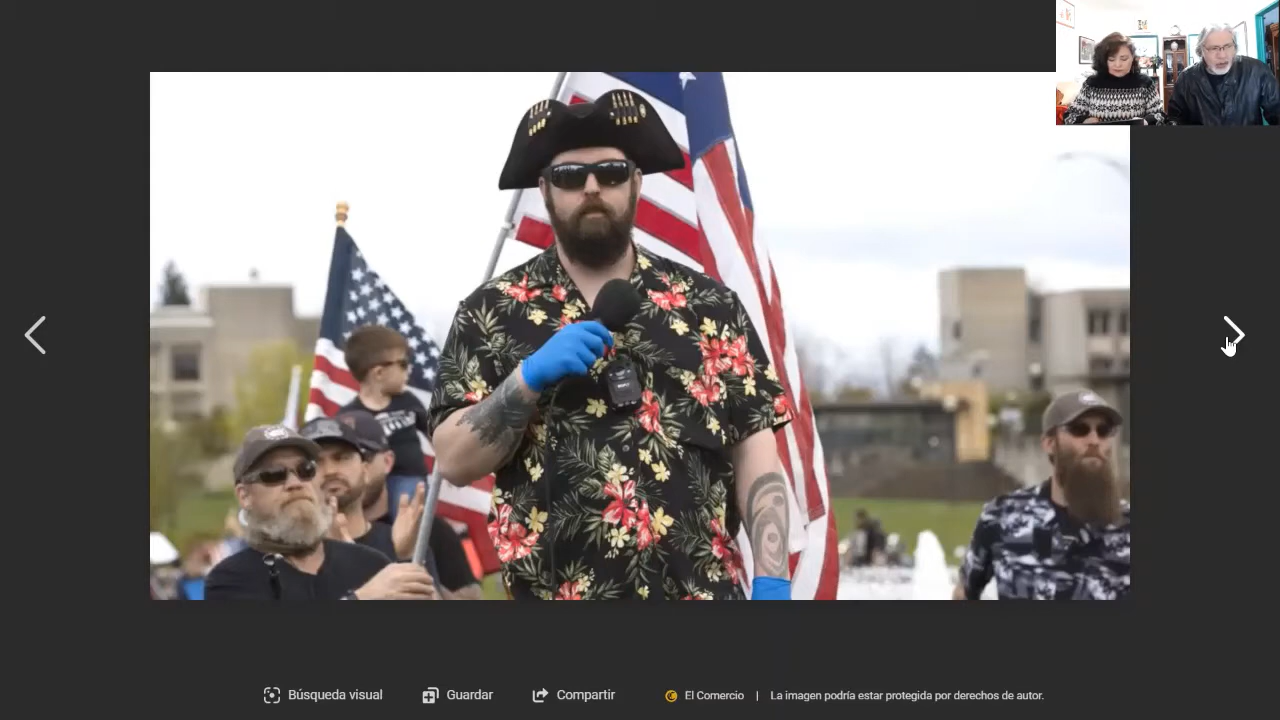 Búsqueda visual
Guardar
Compartir
El Comercio | La imagen podría estar protegida por derechos de autor.